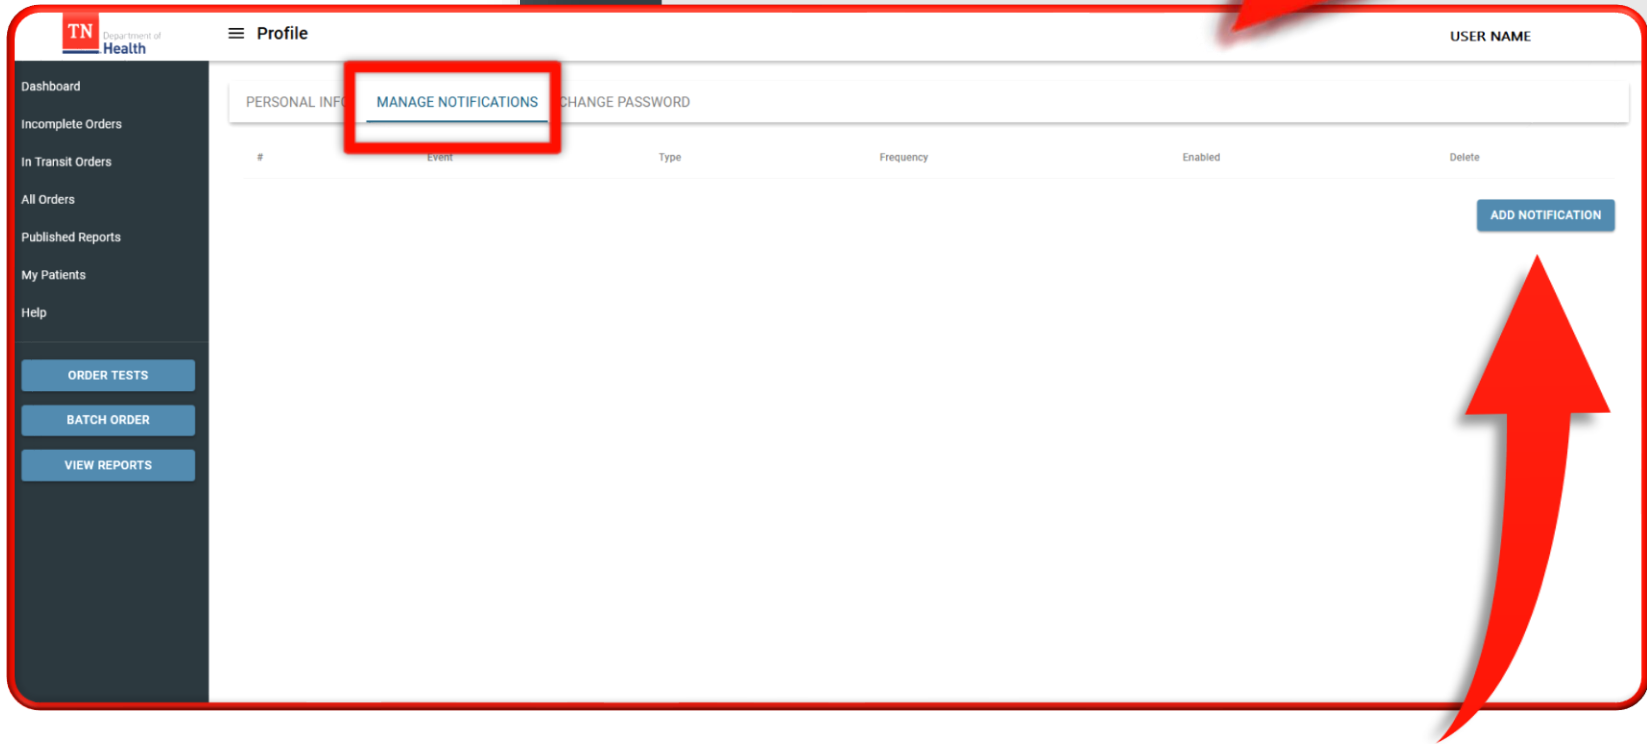 TN
Department of
Health
Profile
USER NAME
Dashboard
Incomplete Orders
In Transit Orders
All Orders
Published Reports
My Patients
Help
ORDER TESTS
BATCH ORDER
VIEW REPORTS
PERSONAL INFO MANAGE NOTIFICATIONS CHANGE PASSWORD
# Event Type Frequency Enabled Delete
ADD NOTIFICATION